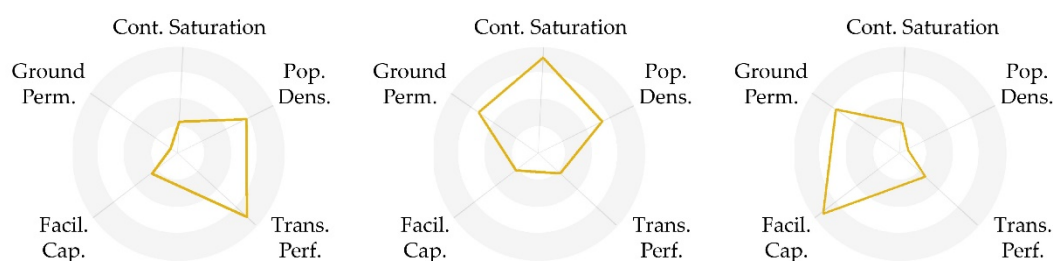 Cont. Saturation
Ground
Perm.
Pop.
Dens.
Facil.
Cap.
Trans.
Perf.
Cont. Saturation
Ground
Perm.
Pop.
Dens.
Facil.
Cap.
Trans.
Perf.
Cont. Saturation
Ground
Perm.
Pop.
Dens.
Facil.
Cap.
Trans.
Perf.